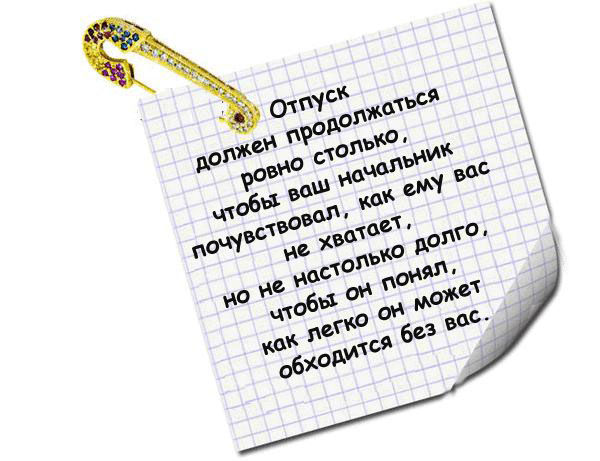 Отпуск
должен продолжаться
ровно столько,
чтобы ваш начальник
почувствовал, как ему вас
не хватает,
но не настолько долго,
чтобы он понял,
как легко он может
обходится без вас.